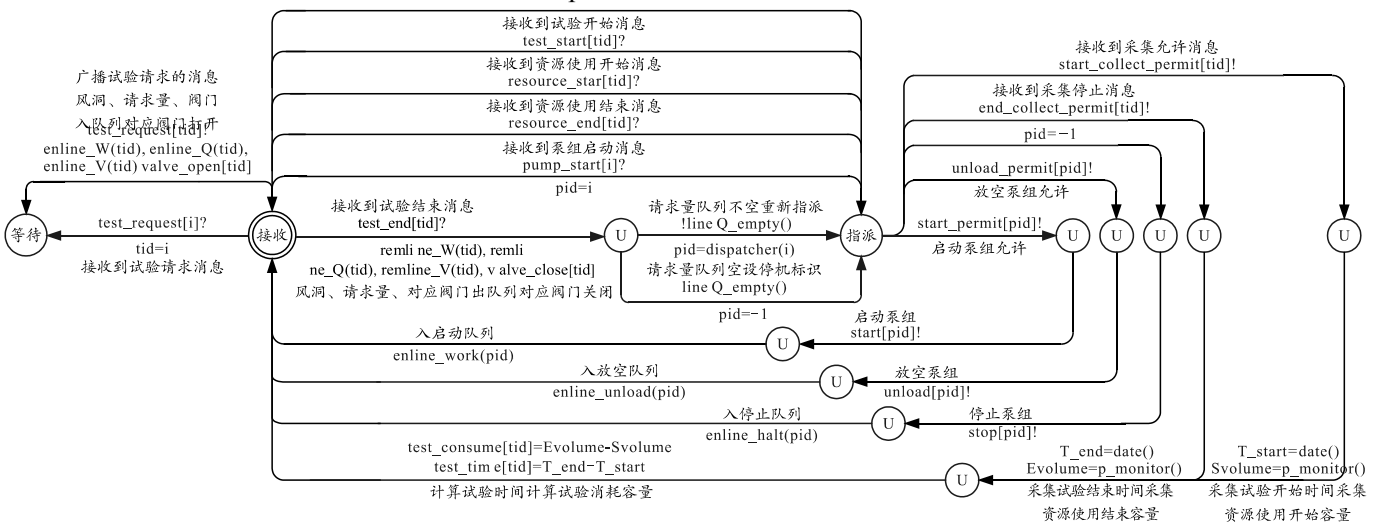 接收到试验开始消息
test_start[tid]?
接收到资源使用开始消息
resource_star[tid]?
接收到资源使用结束消息
resource_end[tid]?
接收到泵组启动消息
pump_start[i]?
pid=i
广播试验请求的消息
风洞、请求量、阀门
入队列对应阀门打开
test_request[tid]!
enline_W(tid), enline_Q(tid),
enline_V(tid) valve_open[tid]
等待
test_request[i]?
tid=i
接收到试验请求消息
接收
接收到试验结束消息
test_end[tid]?
remli ne_W(tid), remli
ne_Q(tid), remline_V(tid), v alve_close[tid]
风洞、请求量、对应阀门出队列对应阀门关闭
U
请求量队列不空重新指派
!line Q_empty()
pid=dispatcher(i)
请求量队列空设停机标识
line Q_empty()
pid=-1
指派
接收到采集允许消息
start_collect_permit[tid]!
接收到采集停止消息
end_collect_permit[tid]!
pid=-1
unload_permit[pid]!
放空泵组允许
start_permit[pid]!
启动泵组允许
U
U
U
U
U
入启动队列
enline_work(pid)
U
启动泵组
start[pid]!
入放空队列
enline_unload(pid)
U
放空泵组
unload[pid]!
入停止队列
enline_halt(pid)
U
停止泵组
stop[pid]!
test_consume[tid]=Evolume-Svolume
test_tim e[tid]=T_end-T_start
计算试验时间计算试验消耗容量
U
T_end=date()
Evolume=p_monitor()
采集试验结束时间采集
资源使用结束容量
T_start=date()
Svolume=p_monitor()
采集试验开始时间采集
资源使用开始容量